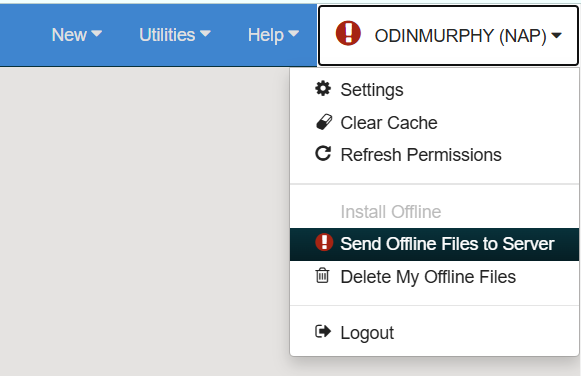 New Utilities Help ODINMURPHY (NAP)
Settings
Clear Cache
Refresh Permissions
Install Offline
Send Offline Files to Server
Delete My Offline Files
Logout